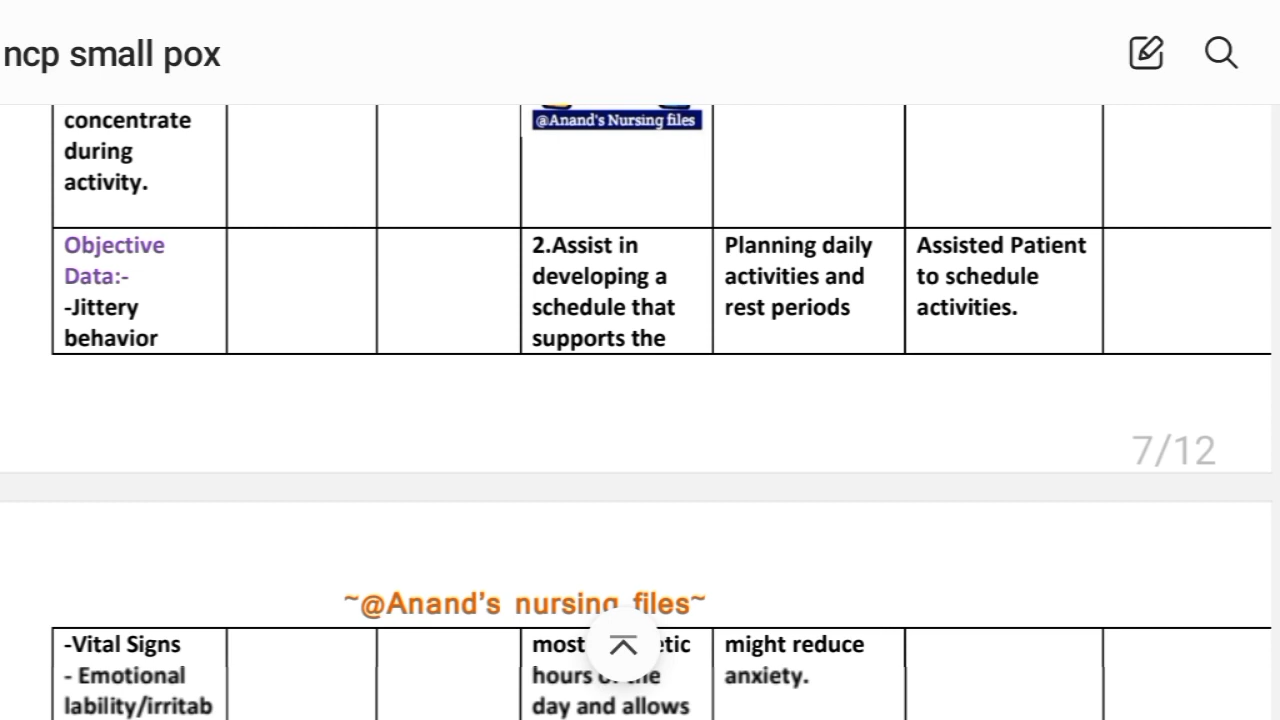 ncp small pox
concentrate
during
activity.
@Anand's Nursing files
Objective
Data:-
-Jittery
behavior
2.Assist in
developing a
schedule that
supports the
Planning daily
activities and
rest periods
Assisted Patient
to schedule
activities.
7/12
~@Anand's nursing files~
-Vital Signs
- Emotional
lability/irritab
most
hours
day and allows
might reduce
anxiety.